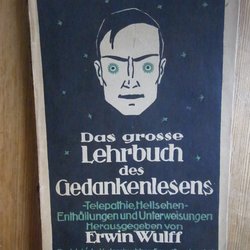 Das grosse
Lehrbuch
des
Gedankenlesens
-Telepathie, Hellsehen-
Enthüllungen und Unterweisungen
Herausgegeben von
Erwin Wulff